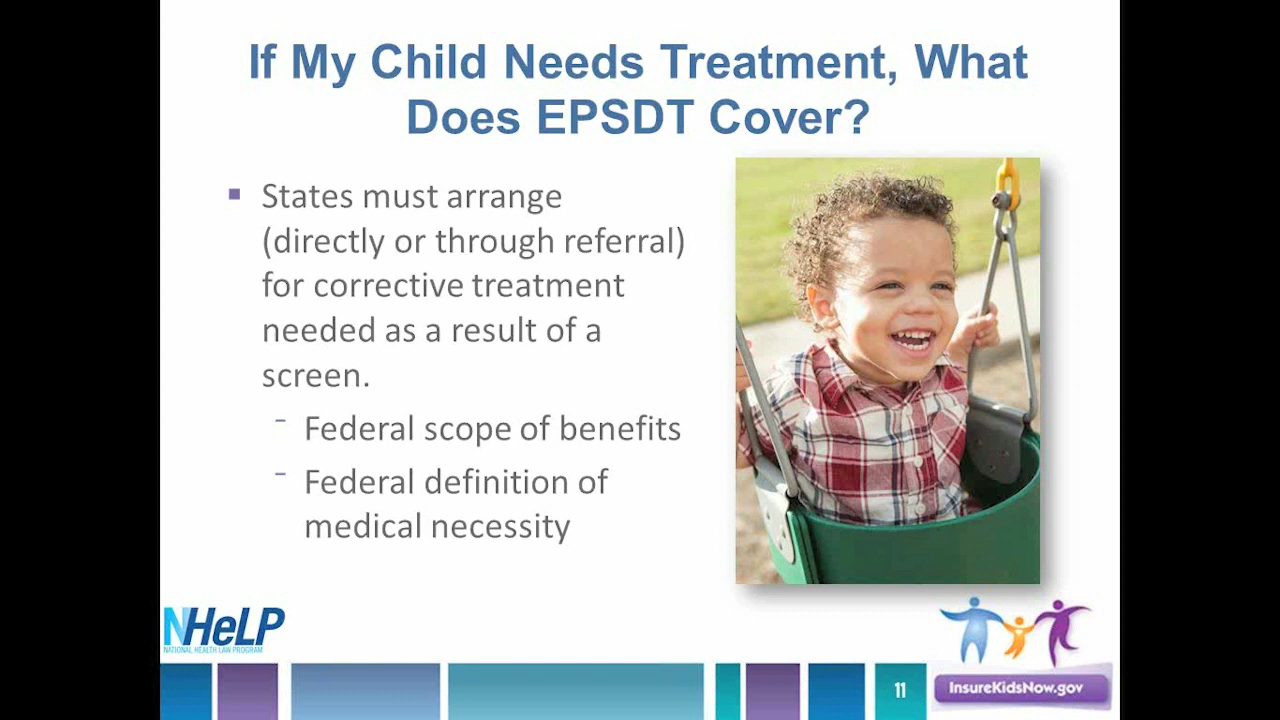 If My Child Needs Treatment, What
Does EPSDT Cover?
States must arrange
(directly or through referral)
for corrective treatment
needed as a result of a
screen.
Federal scope of benefits
Federal definition of
medical necessity
NHeLP
NATIONAL HEALTH LAW PROGRAM
11
InsureKidsNow.gov